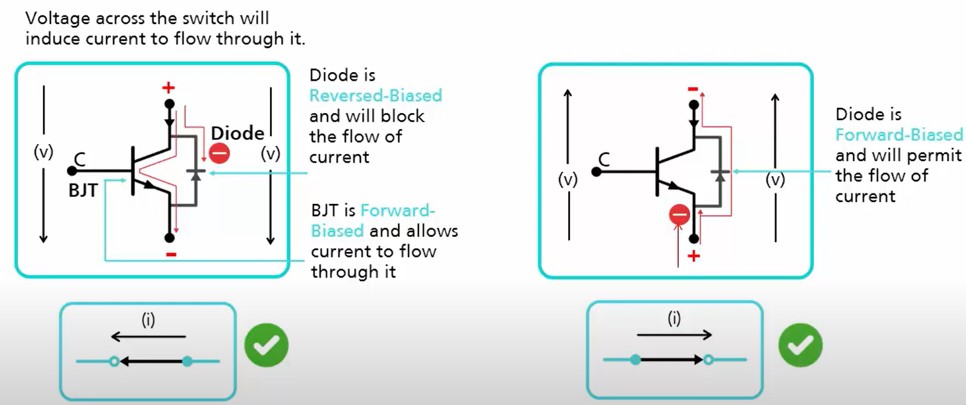 Voltage across the switch will
induce current to flow through it.
Diode is
Reversed-Biased
and will block
the flow of
current
+
Diode
(v)
(v)
C
BJT
-
BJT is Forward-
Biased and allows
current to flow
through it
(i)
-
Diode is
Forward-Biased
and will permit
the flow of
current
C
(v)
(v)
+
(i)